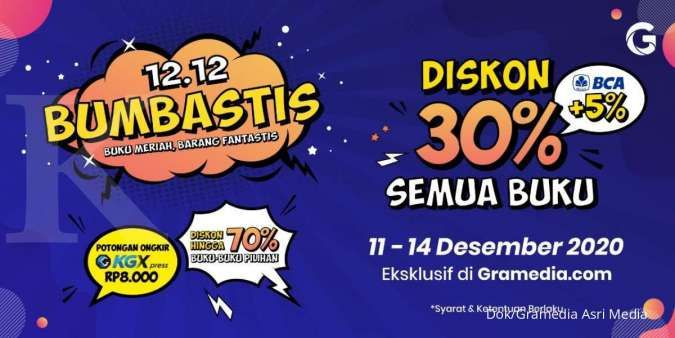 12.12
BUMBASTIS
BUKU MERIAH, BARANG FANTASTIS
POTONGAN ONGKIR
KGXpress
RP8.000
DISKON
HINGGA 70%
BUKU-BUKU PILIHAN
G
DISKON
30%
BCA
+5%
SEMUA BUKU
11 - 14 Desember 2020
Eksklusif di Gramedia.com
*Syarat & Ketentuan Berlaku
Dok/Gramedia Asri Media
K